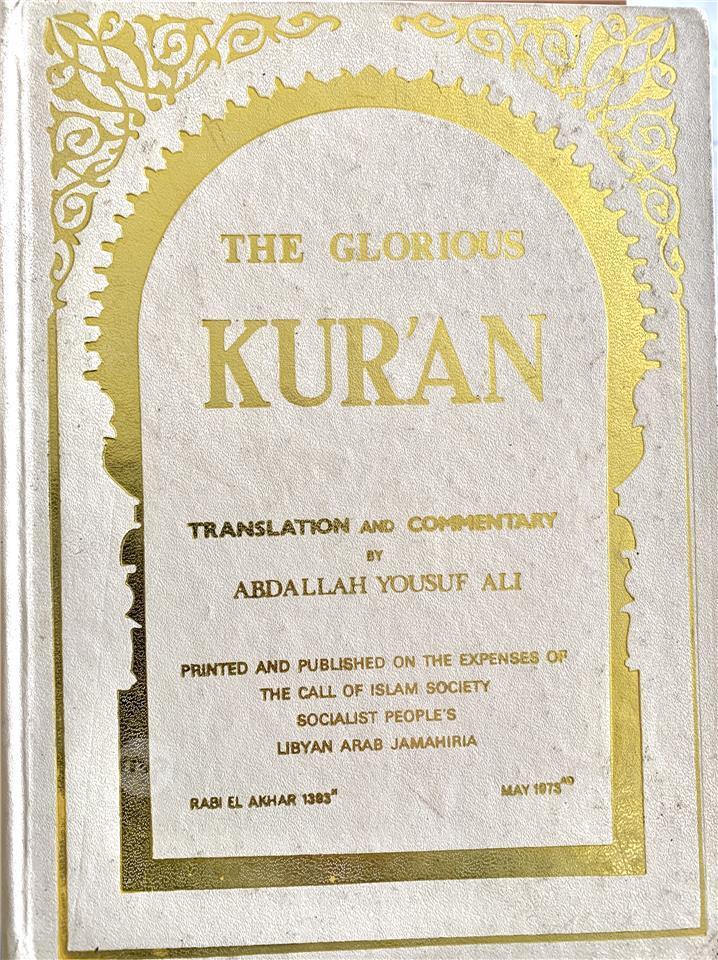 THE GLORIOUS
KUR'AN
TRANSLATION AND COMMENTARY
BY
ABDALLAH YOUSUF ALI
PRINTED AND PUBLISHED ON THE EXPENSES OF
THE CALL OF ISLAM SOCIETY
SOCIALIST PEOPLE'S
LIBYAN ARAB JAMAHIRIA
RABI EL AKHAR 1393H
MAY 1973AD